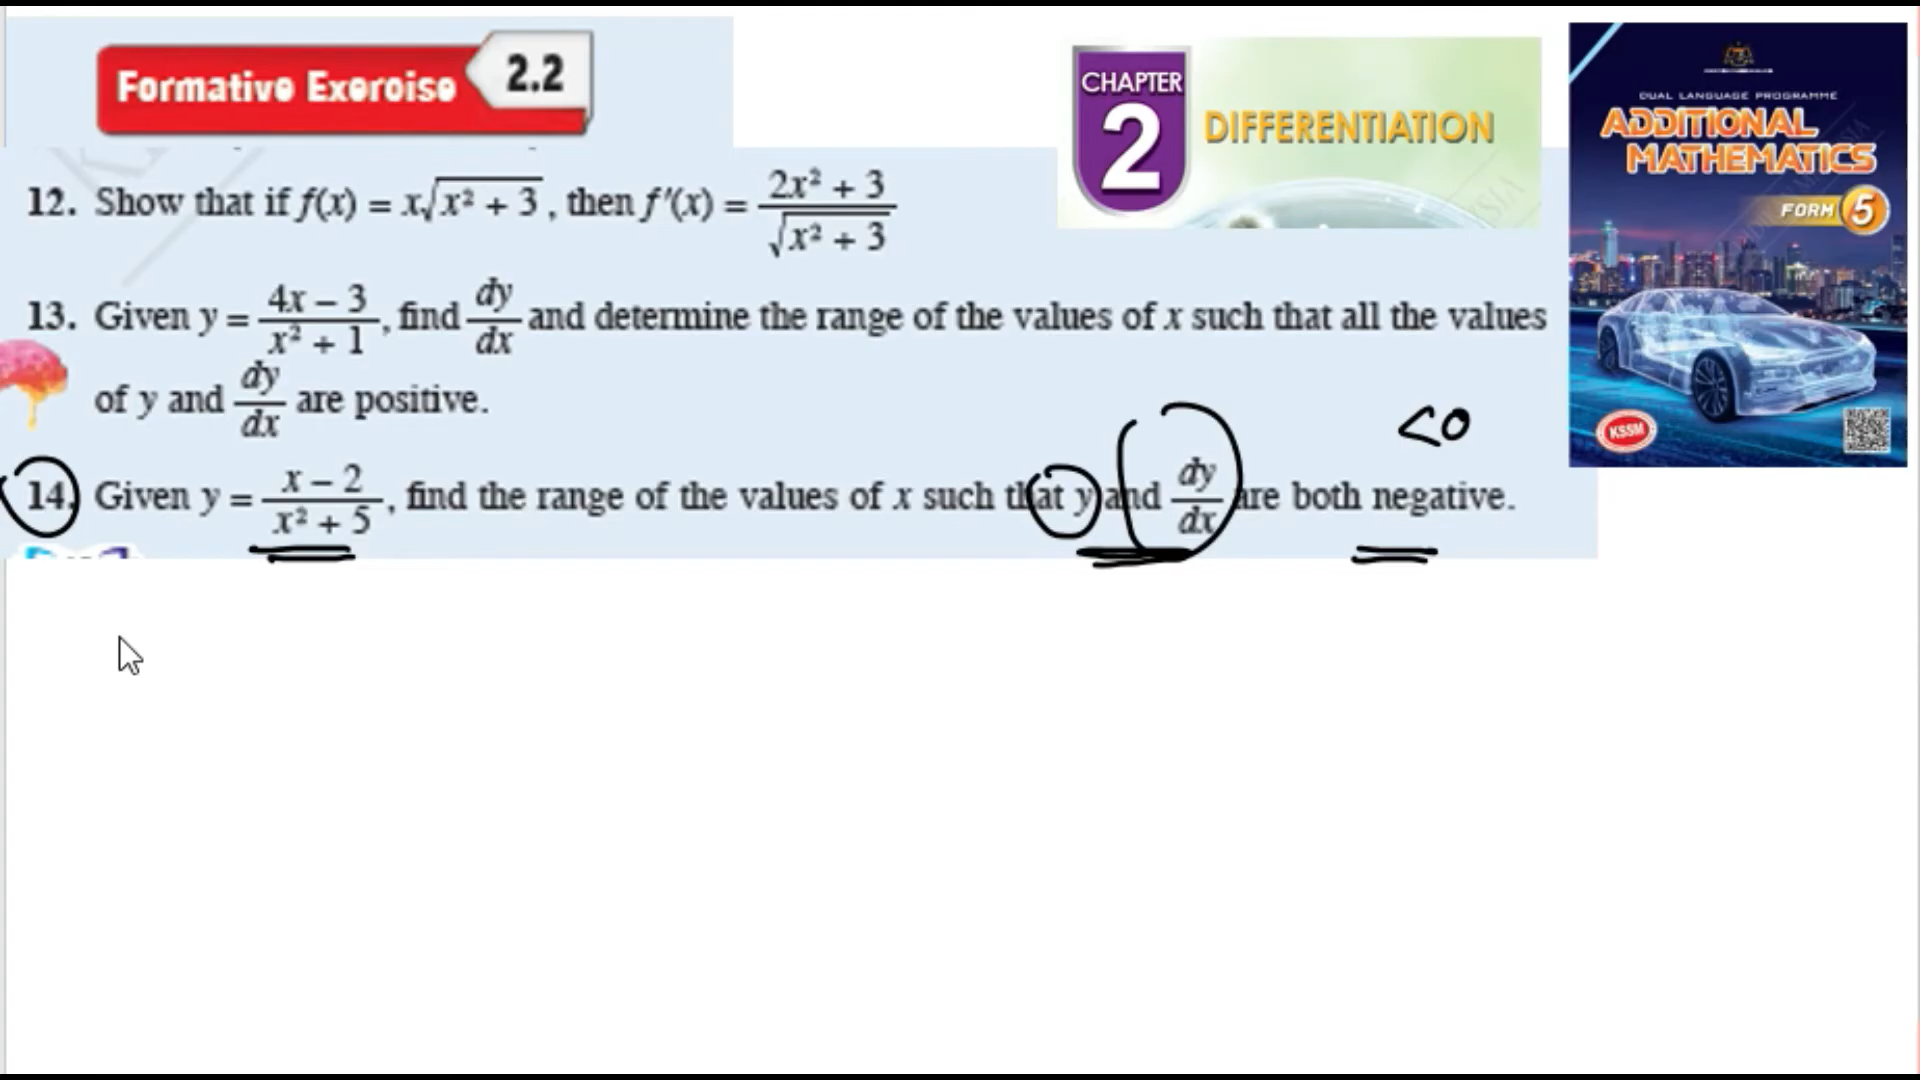 Formative Exercise 2.2
CHAPTER
2
DIFFERENTIATION
DUAL LANGUAGE PROGRAMME
ADDITIONAL
MATHEMATICS
FORM 5
KSSM
12. Show that if f(x) = x√(x² + 3), then f′(x) = (2x² + 3)/√(x² + 3)
13. Given y = (4x − 3)/(x² + 1), find dy/dx and determine the range of the values of x such that all the values
of y and dy/dx are positive.
<0
14. Given y = (x − 2)/(x² + 5), find the range of the values of x such that y and dy/dx are both negative.